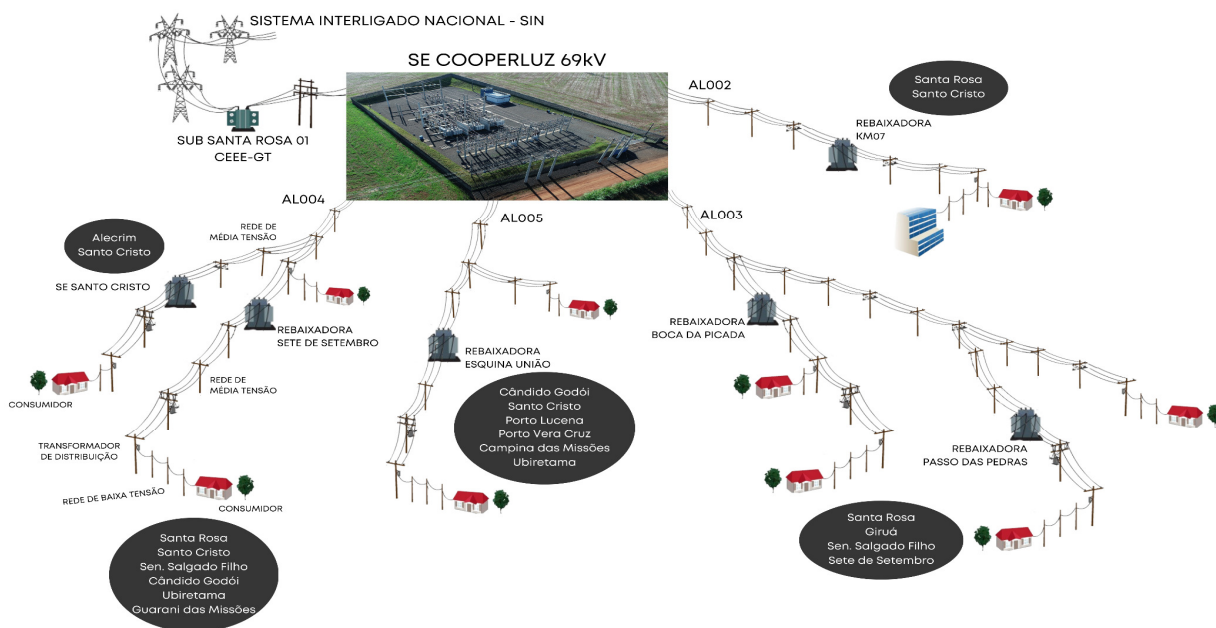 SISTEMA INTERLIGADO NACIONAL - SIN
SE COOPERLUZ 69kV
SUB SANTA ROSA 01
CEEE-GT
AL002
Santa Rosa
Santo Cristo
REBAIXADORA
KM07
AL004
REDE DE
MÉDIA TENSÃO
Alecrim
Santo Cristo
SE SANTO CRISTO
AL005
AL003
REBAIXADORA
SETE DE SETEMBRO
REBAIXADORA
ESQUINA UNIÃO
REBAIXADORA
BOCA DA PICADA
REDE DE
MÉDIA TENSÃO
CONSUMIDOR
Cândido Godói
Santo Cristo
Porto Lucena
Porto Vera Cruz
Campina das Missões
Ubiretama
TRANSFORMADOR
DE DISTRIBUIÇÃO
REBAIXADORA
PASSO DAS PEDRAS
REDE DE BAIXA TENSÃO
CONSUMIDOR
Santa Rosa
Santo Cristo
Sen. Salgado Filho
Cândido Godói
Ubiretama
Guarani das Missões
Santa Rosa
Giruá
Sen. Salgado Filho
Sete de Setembro